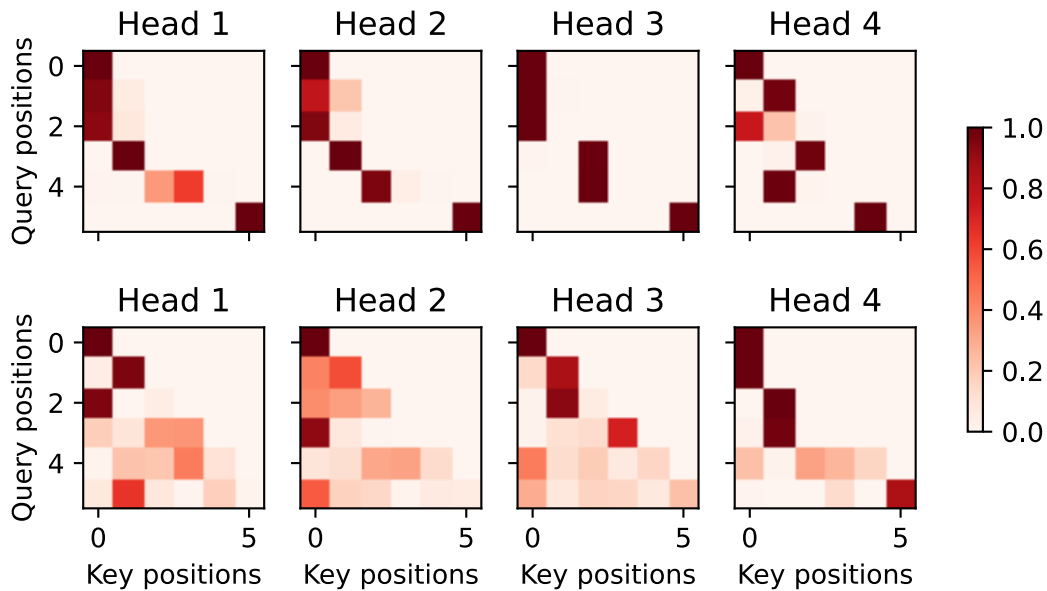 Head 1 Head 2 Head 3 Head 4
Query positions
0
2
4
1.0
0.8
0.6
0.4
0.2
0.0
Head 1 Head 2 Head 3 Head 4
Query positions
0
2
4
0 5 0 5 0 5 0 5
Key positions Key positions Key positions Key positions